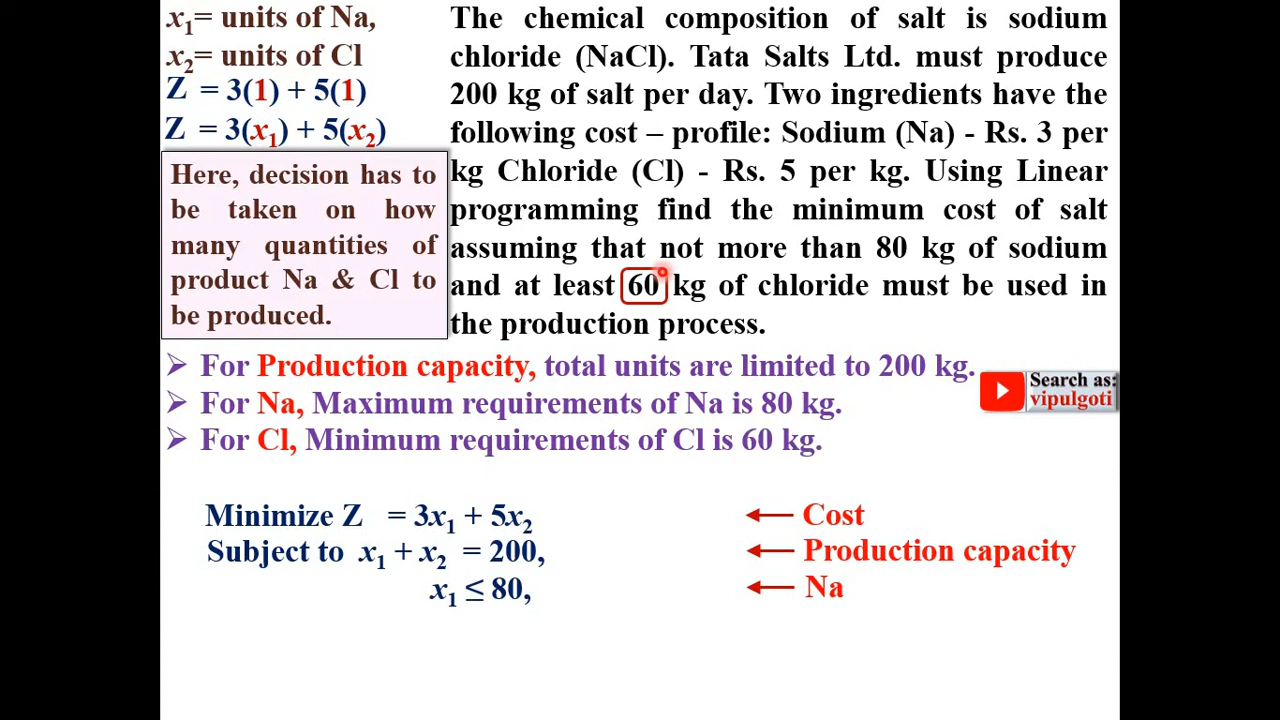 x₁= units of Na,
x₂= units of Cl
Z = 3(1) + 5(1)
Z = 3(x₁) + 5(x₂)
Here, decision has to
be taken on how
many quantities of
product Na & Cl to
be produced.
The chemical composition of salt is sodium
chloride (NaCl). Tata Salts Ltd. must produce
200 kg of salt per day. Two ingredients have the
following cost – profile: Sodium (Na) - Rs. 3 per
kg Chloride (Cl) - Rs. 5 per kg. Using Linear
programming find the minimum cost of salt
assuming that not more than 80 kg of sodium
and at least 60 kg of chloride must be used in
the production process.
➢ For Production capacity, total units are limited to 200 kg.
➢ For Na, Maximum requirements of Na is 80 kg.
➢ For Cl, Minimum requirements of Cl is 60 kg.
Search as:
vipulgoti
Minimize Z = 3x₁ + 5x₂ ← Cost
Subject to x₁ + x₂ = 200, ← Production capacity
x₁ ≤ 80, ← Na